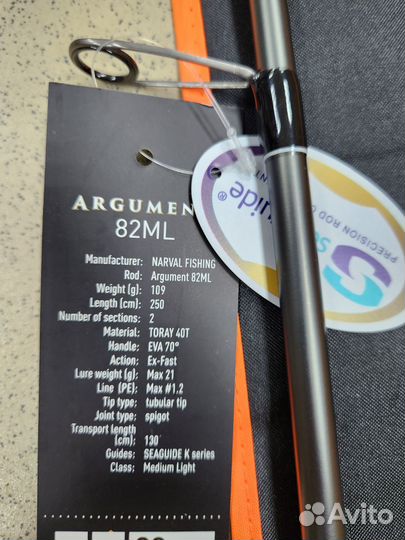 ARGUMEN
82ML
Manufacturer: NARVAL FISHING
Rod: Argument 82ML
Weight (g): 109
Length (cm): 250
Number of sections: 2
Material: TORAY 40T
Handle: EVA 70°
Action: Ex-Fast
Lure weight (g): Max 21
Line (PE): Max #1.2
Tip type: tubular tip
Joint type: spigot
Transport length
(cm): 130
Guides: SEAGUIDE K series
Class: Medium Light
guide®
PRECISION ROD
Avito